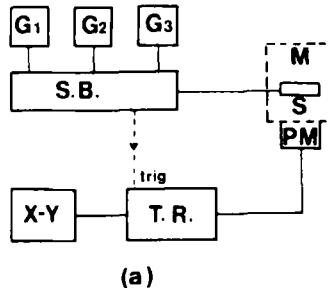 G1 G2 G3
M
S.B.
S
PM
trig
X-Y T.R.
(a)